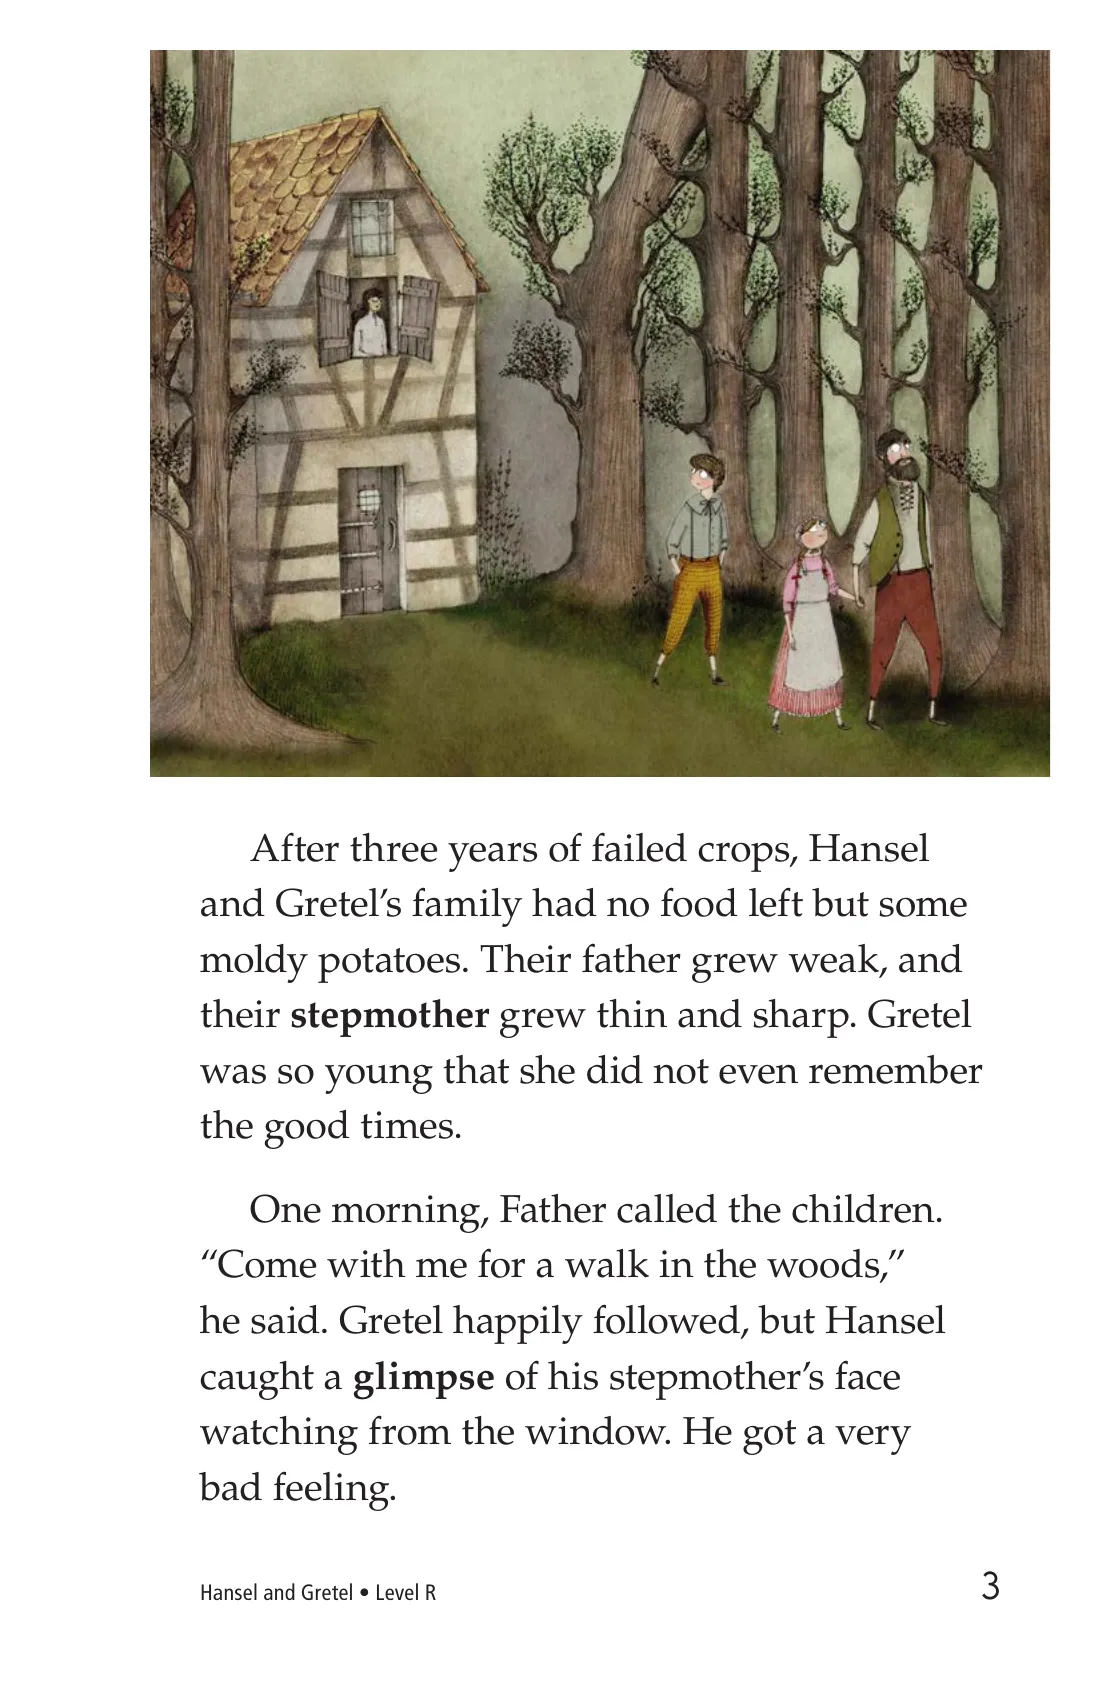 After three years of failed crops, Hansel
and Gretel’s family had no food left but some
moldy potatoes. Their father grew weak, and
their stepmother grew thin and sharp. Gretel
was so young that she did not even remember
the good times.
One morning, Father called the children.
“Come with me for a walk in the woods,”
he said. Gretel happily followed, but Hansel
caught a glimpse of his stepmother’s face
watching from the window. He got a very
bad feeling.
Hansel and Gretel • Level R
3